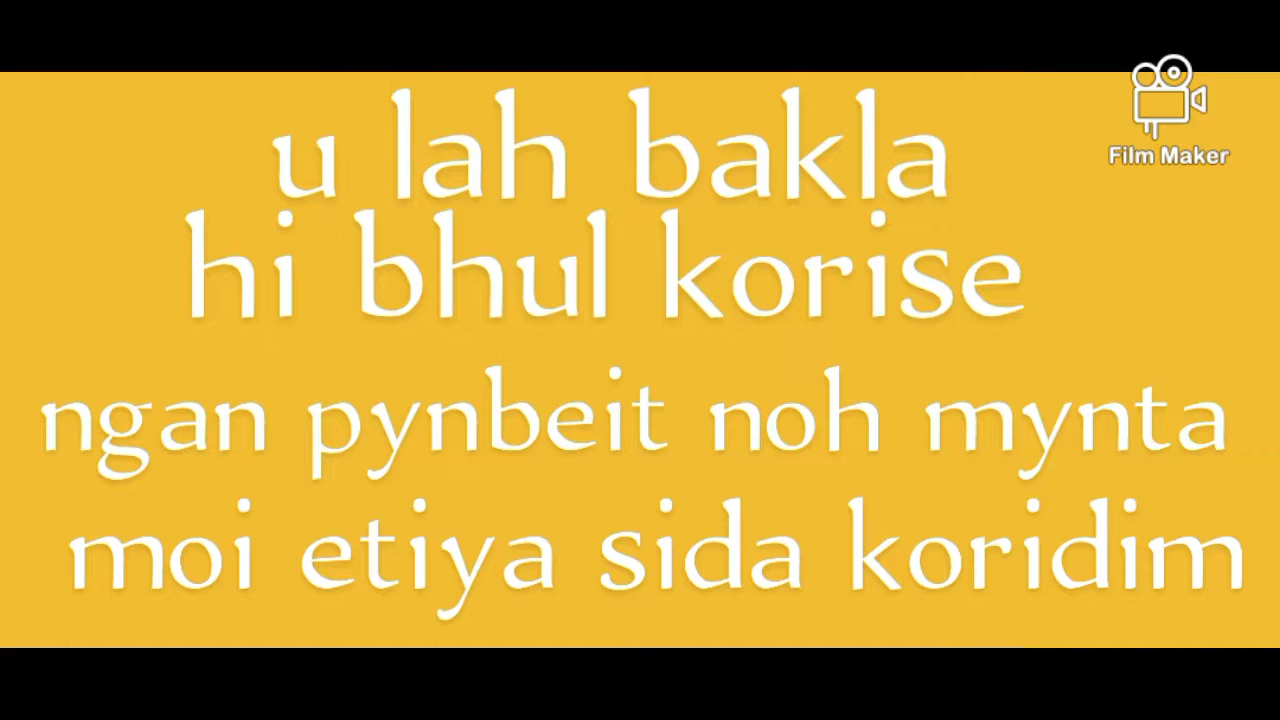 Film Maker
u lah bakla
hi bhul korise
ngan pynbeit noh mynta
moi etiya sida koridim